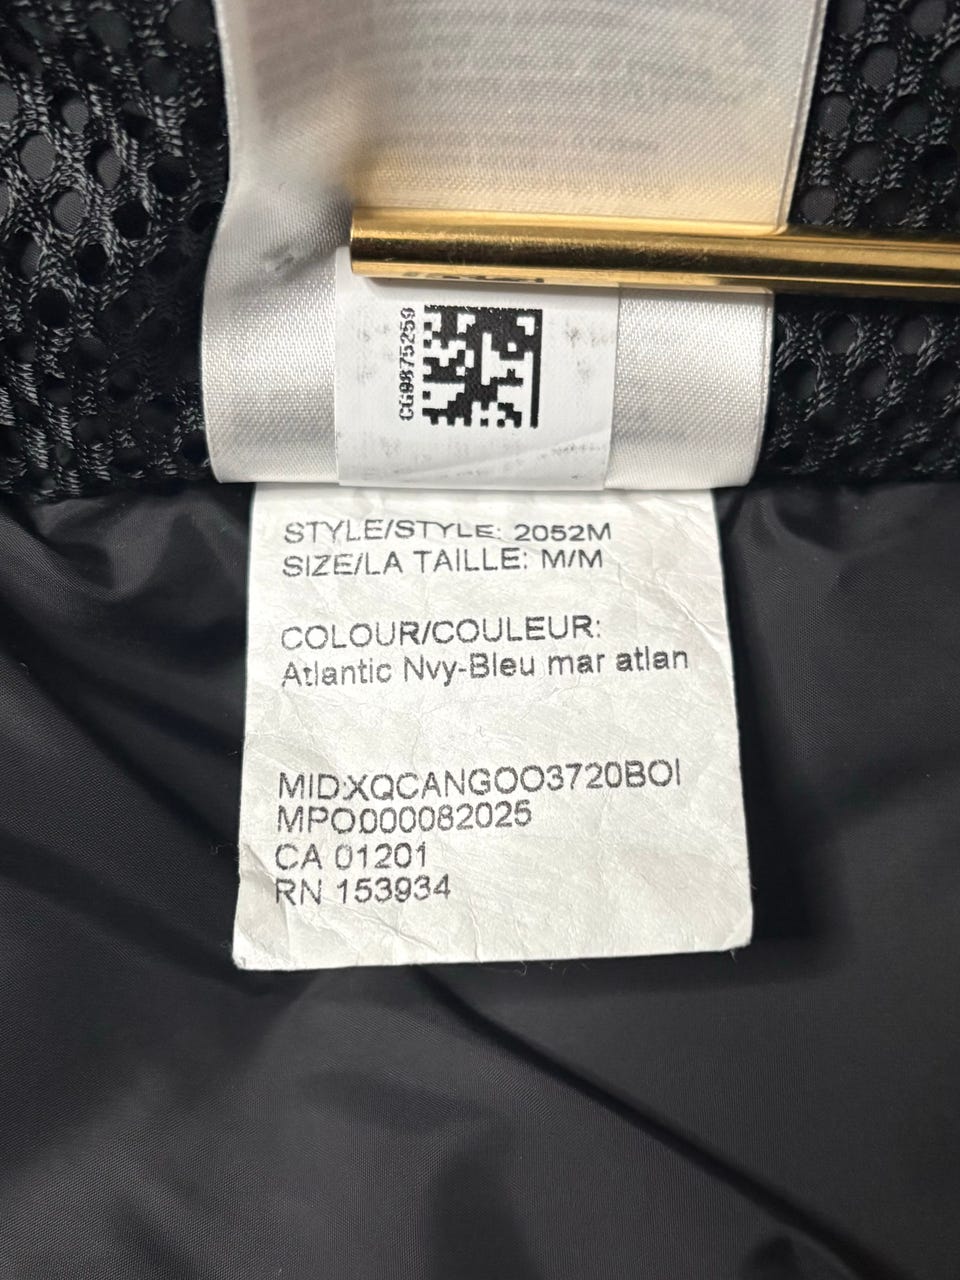 CG9875259
STYLE/STYLE: 2052M
SIZE/LA TAILLE: M/M
COLOUR/COULEUR:
Atlantic Nvy-Bleu mar atlan
MID:XQCANGOO3720BOI
MPO000082025
CA 01201
RN 153934